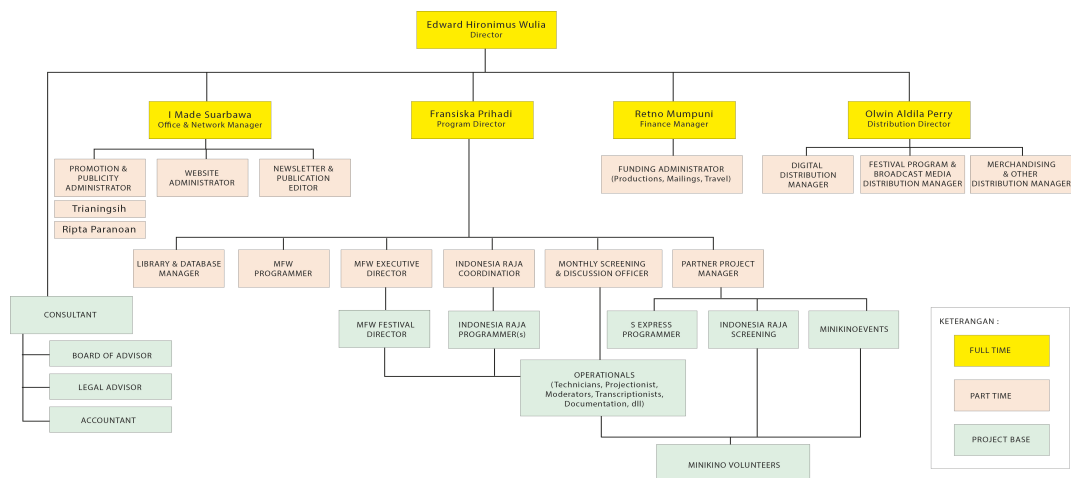 Edward Hironimus Wulia
Director
I Made Suarbawa
Office & Network Manager
Fransiska Prihadi
Program Director
Retno Mumpuni
Finance Manager
Olwin Aldila Perry
Distribution Director
PROMOTION &
PUBLICITY
ADMINISTRATOR
WEBSITE
ADMINISTRATOR
NEWSLETTER &
PUBLICATION
EDITOR
FUNDING ADMINISTRATOR
(Productions, Mailings, Travel)
DIGITAL
DISTRIBUTION
MANAGER
FESTIVAL PROGRAM &
BROADCAST MEDIA
DISTRIBUTION MANAGER
MERCHANDISING
& OTHER
DISTRIBUTION MANAGER
Trianingsih
Ripta Paranoan
LIBRARY & DATABASE
MANAGER
MFW
PROGRAMMER
MFW EXECUTIVE
DIRECTOR
INDONESIA RAJA
COORDINATIOR
MONTHLY SCREENING
& DISCUSSION OFFICER
PARTNER PROJECT
MANAGER
CONSULTANT
MFW FESTIVAL
DIRECTOR
INDONESIA RAJA
PROGRAMMER(s)
S EXPRESS
PROGRAMMER
INDONESIA RAJA
SCREENING
MINIKINOEVENTS
BOARD OF ADVISOR
LEGAL ADVISOR
ACCOUNTANT
OPERATIONALS
(Technicians, Projectionist,
Moderators, Transcriptionists,
Documentation, dll)
MINIKINO VOLUNTEERS
KETERANGAN :
FULL TIME
PART TIME
PROJECT BASE